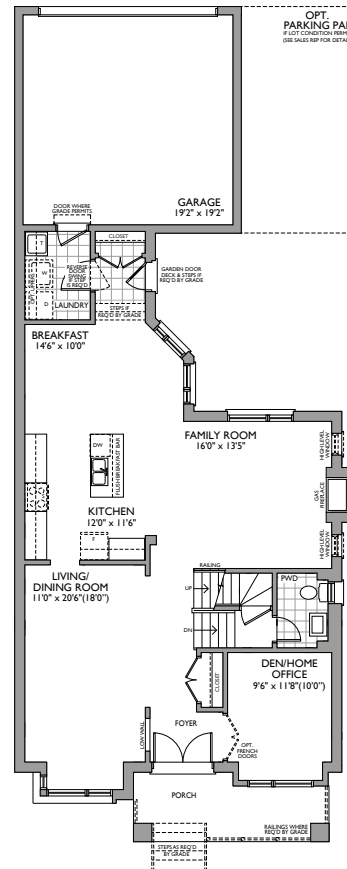 OPT.
PARKING PA
IF LOT CONDITION PERM
(SEE SALES REP FOR DETA
GARAGE
19'2" x 19'2"
DOOR WHERE
GRADE PERMITS
CLOSET
T
W
D
REVERSE
DOOR
SWING
IF STEP
IS REQ'D
LAUNDRY
GARDEN DOOR
DECK & STEPS IF
REQ'D BY GRADE
STEPS IF
REQ'D BY GRADE
BREAKFAST
14'6" x 10'0"
FAMILY ROOM
16'0" x 13'5"
HIGH LEVEL
WINDOW
GAS
FIREPLACE
HIGH LEVEL
WINDOW
DW
FLUSH BREAKFAST BAR
KITCHEN
12'0" x 11'6"
F
LIVING/
DINING ROOM
11'0" x 20'6"(18'0")
RAILING
UP
DN
PWD
CLOSET
DEN/HOME
OFFICE
9'6" x 11'8"(10'0")
LOW WALL
FOYER
OPT.
FRENCH
DOORS
PORCH
RAILINGS WHERE
REQ'D BY GRADE
STEPS AS REQ'D
BY GRADE